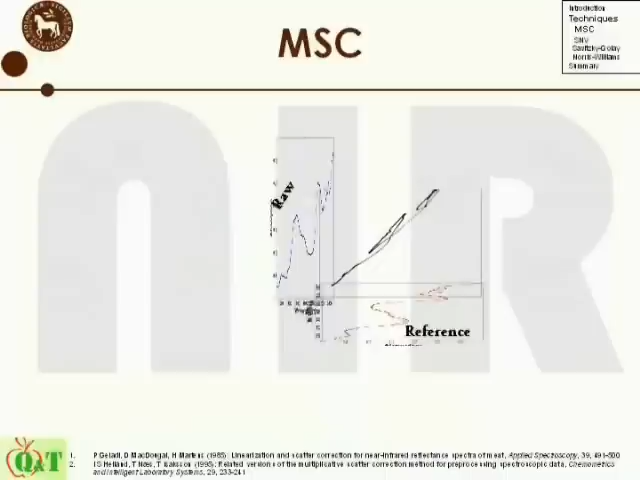 MSC
Introduction
Techniques
MSC
SNV
Savitzky-Golay
Norris-Williams
Summary
NIR
Raw
Reference
Q&T
1. P Geladi, D MacDougal, H Martens (1985): Linearization and scatter correction for near-infrared reflectance spectra of meat, Applied Spectroscopy, 39, 491-500
2. I S Helland, T Næs, T Isaksson (1995): Related versions of the multiplicative scatter correction method for preprocessing spectroscopic data, Chemometrics
and Intelligent Laboratory Systems, 29, 233-241